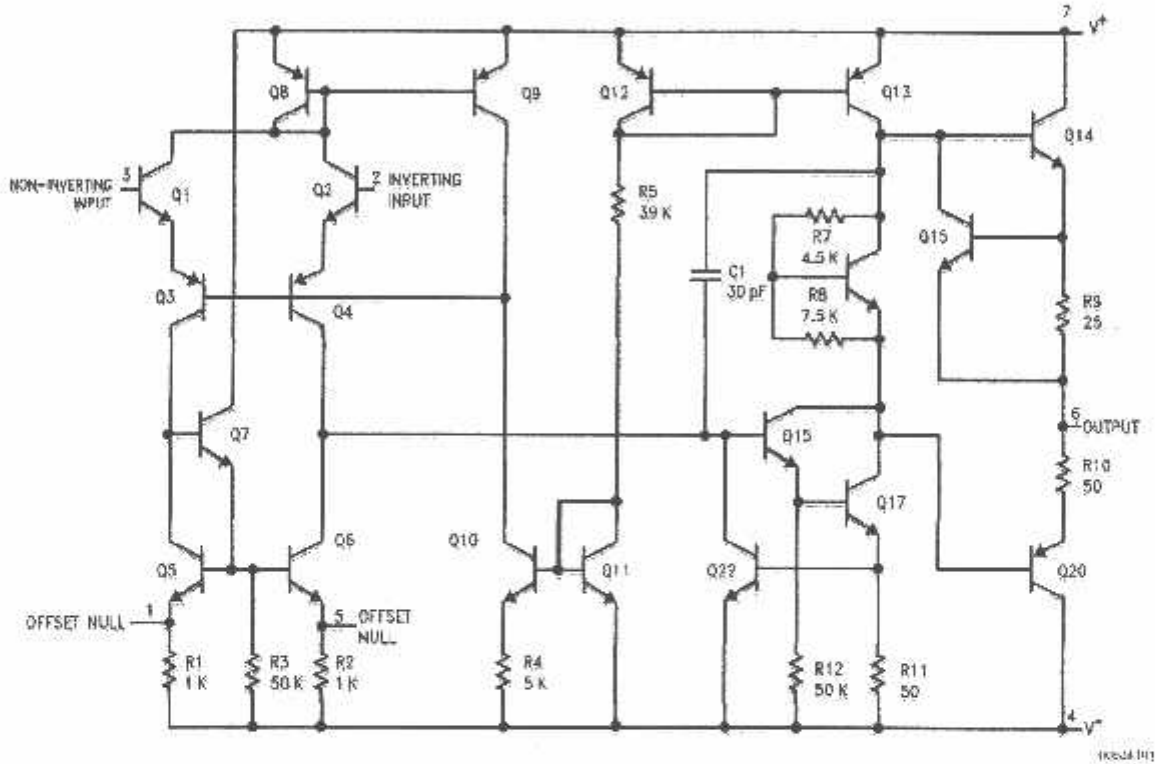 7 V+
Q8
Q9
Q12
Q13
Q14
3
NON-INVERTING
INPUT
Q1
Q2
2 INVERTING
INPUT
R5
39 K
Q15
R7
4.5 K
C1
30 pF
R8
7.5 K
R9
25
Q3
Q4
6
OUTPUT
Q7
Q15
R10
50
Q17
Q5
Q6
Q10
Q11
Q22
Q20
1
OFFSET NULL
5 OFFSET
NULL
R1
1 K
R3
50 K
R2
1 K
R4
5 K
R12
50 K
R11
50
4
V-